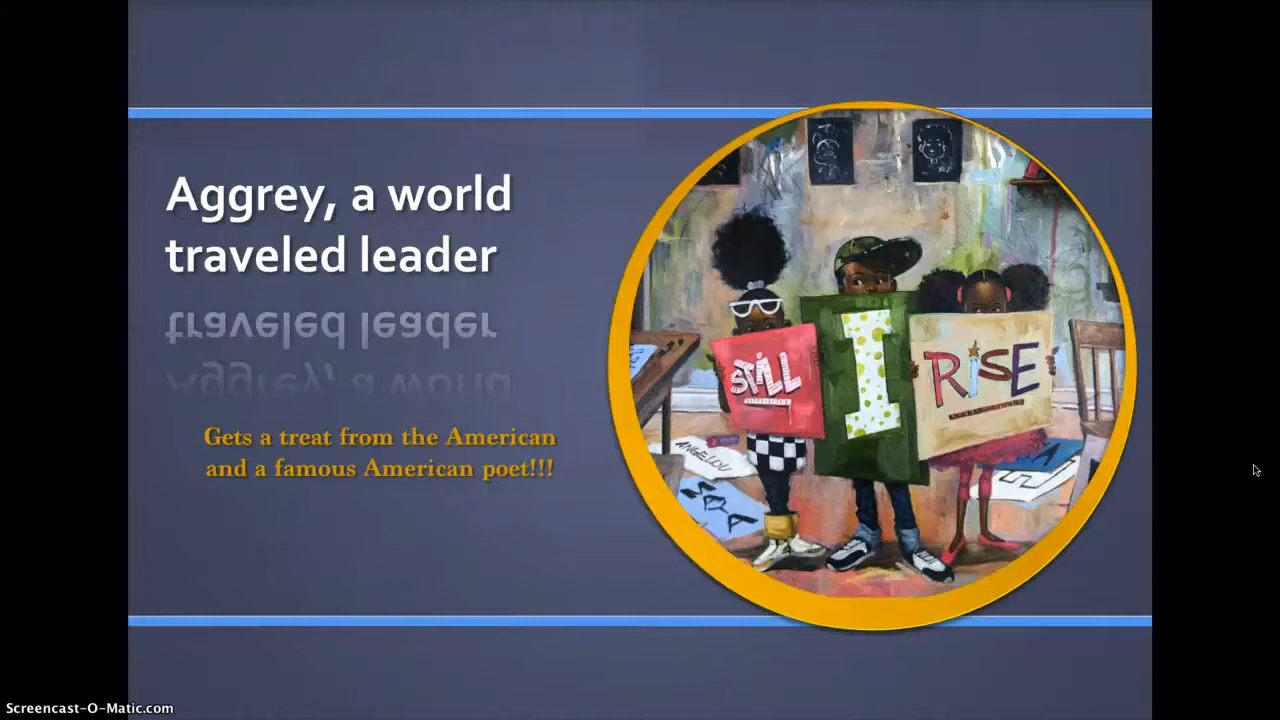 Aggrey, a world
traveled leader
Gets a treat from the American
and a famous American poet!!!
STILL
I
RISE
ANGELOU
MAYA
Screencast-O-Matic.com